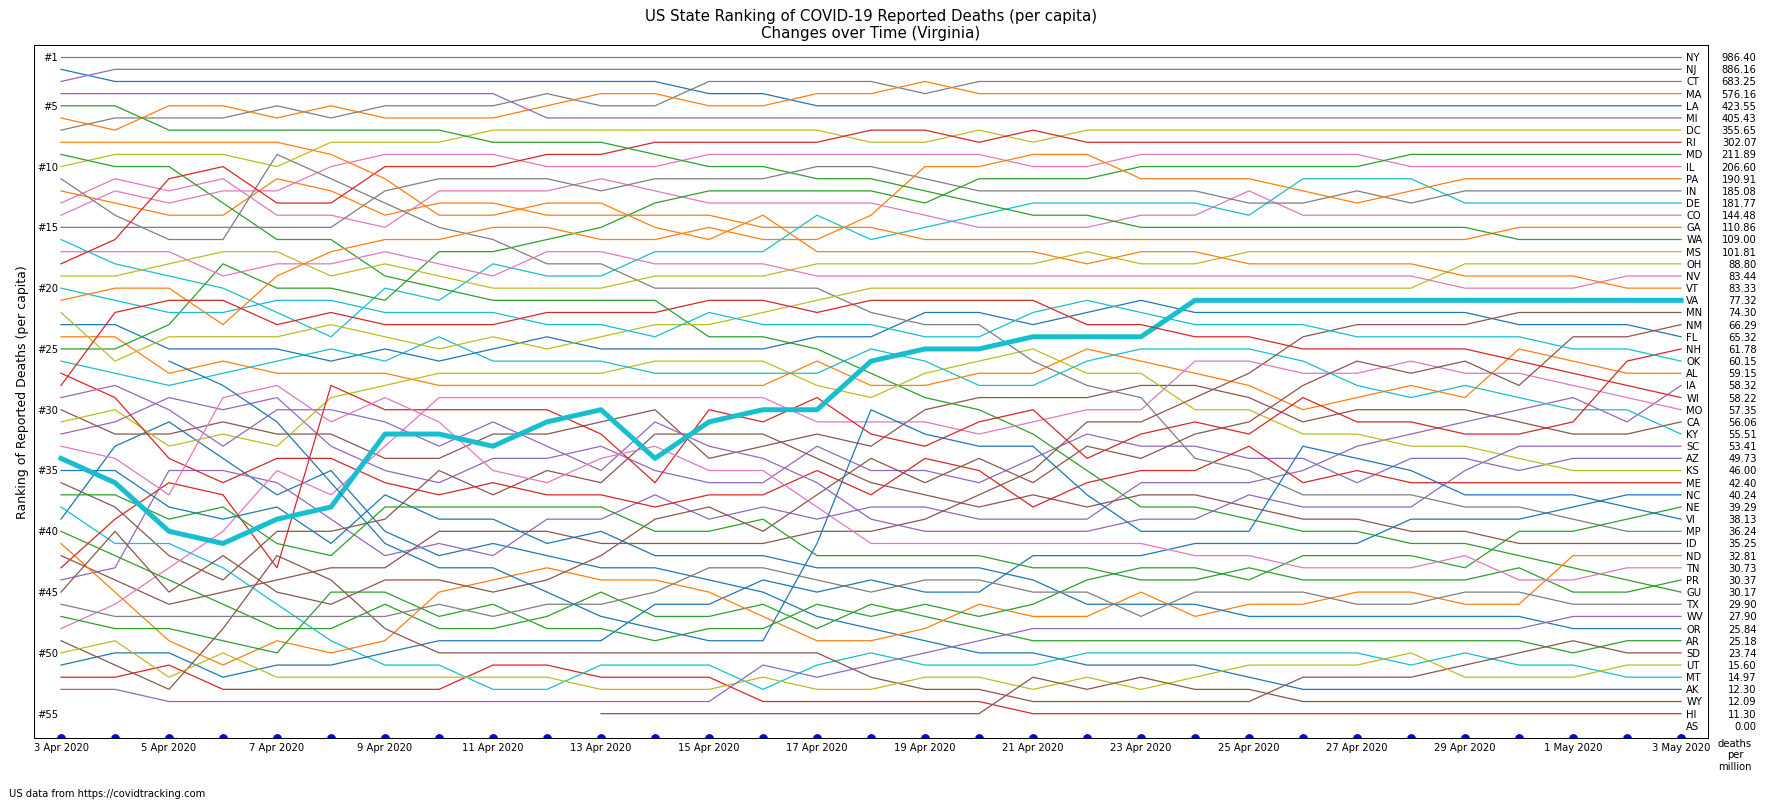 US State Ranking of COVID-19 Reported Deaths (per capita)
Changes over Time (Virginia)
Ranking of Reported Deaths (per capita)
#1
#5
#10
#15
#20
#25
#30
#35
#40
#45
#50
#55
NY 986.40
NJ 886.16
CT 683.25
MA 576.16
LA 423.55
MI 405.43
DC 355.65
RI 302.07
MD 211.89
IL 206.60
PA 190.91
IN 185.08
DE 181.77
CO 144.48
GA 110.86
WA 109.00
MS 101.81
OH 88.80
NV 83.44
VT 83.33
VA 77.32
MN 74.30
NM 66.29
FL 65.32
NH 61.78
OK 60.15
AL 59.15
IA 58.32
WI 58.22
MO 57.35
CA 56.06
KY 55.51
SC 53.41
AZ 49.73
KS 46.00
ME 42.40
NC 40.24
NE 39.29
VI 38.13
MP 36.24
ID 35.25
ND 32.81
TN 30.73
PR 30.37
GU 30.17
TX 29.90
WV 27.90
OR 25.84
AR 25.18
SD 23.74
UT 15.60
MT 14.97
AK 12.30
WY 12.09
HI 11.30
AS 0.00
3 Apr 2020 5 Apr 2020 7 Apr 2020 9 Apr 2020 11 Apr 2020 13 Apr 2020 15 Apr 2020 17 Apr 2020 19 Apr 2020 21 Apr 2020 23 Apr 2020 25 Apr 2020 27 Apr 2020 29 Apr 2020 1 May 2020 3 May 2020
deaths
per
million
US data from https://covidtracking.com